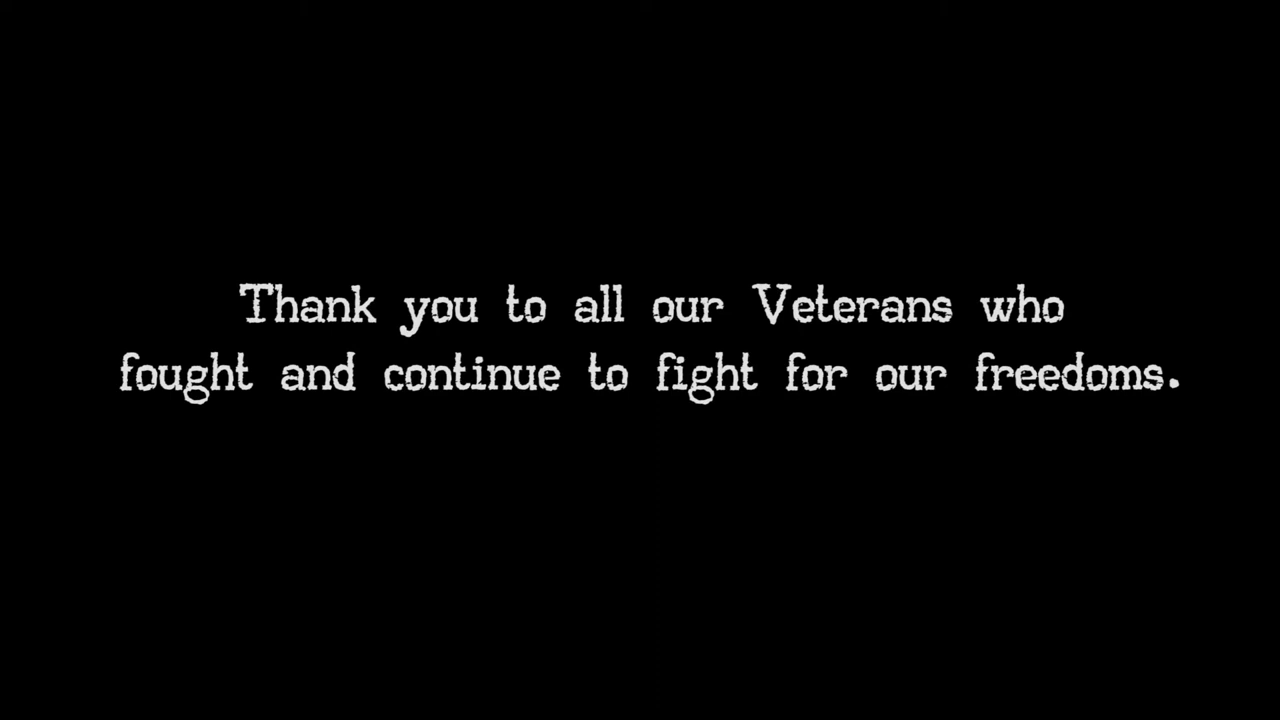 Thank you to all our Veterans who
fought and continue to fight for our freedoms.